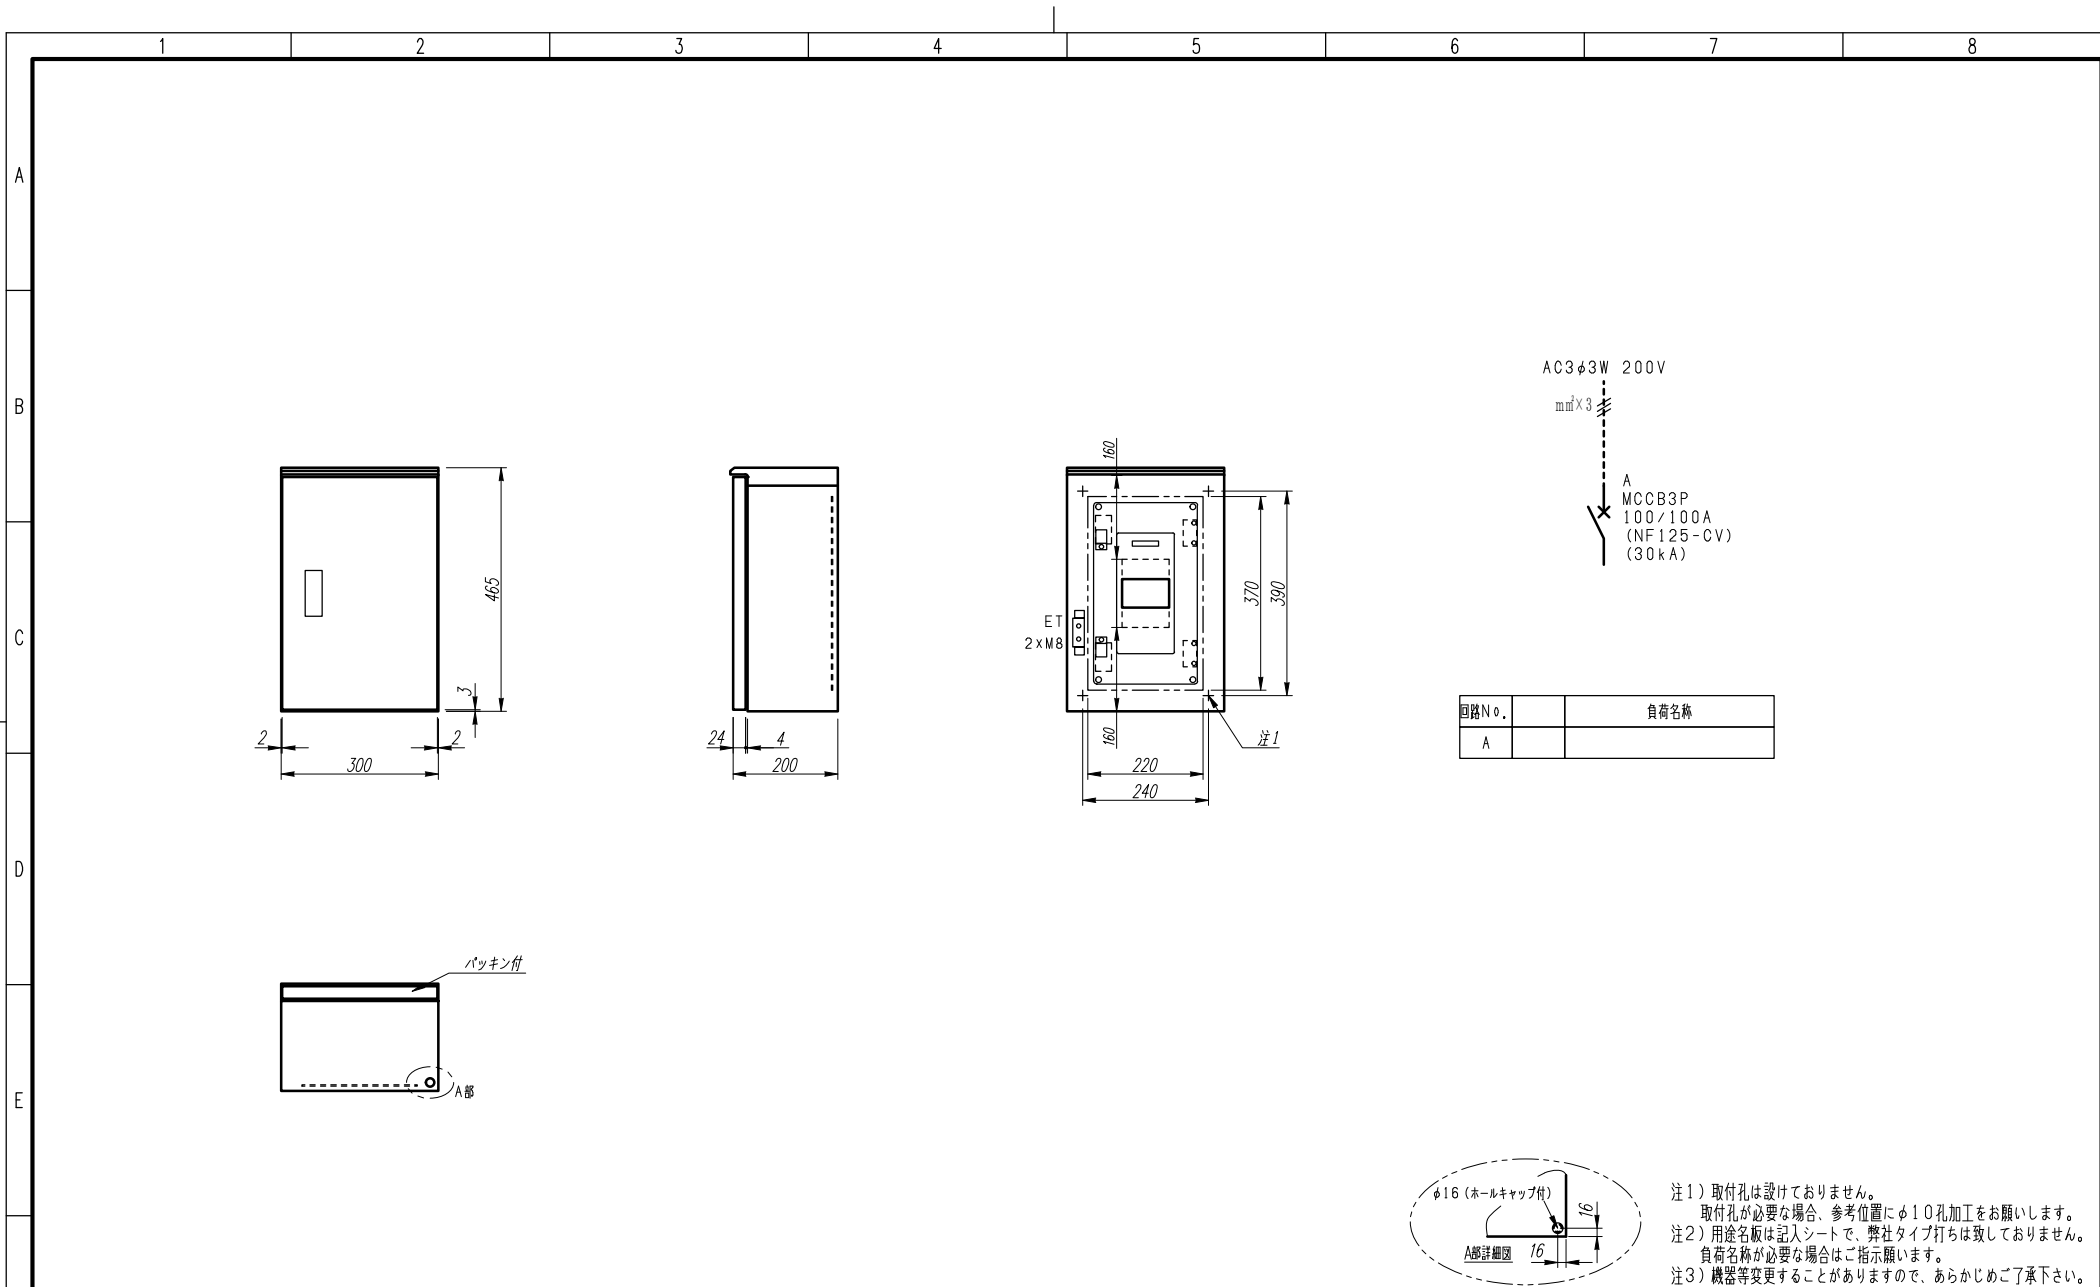 1 2 3 4 5 6 7 8
A
B
C
D
E
AC3φ3W 200V
mm²×3
A
MCCB3P
100/100A
(NF125-CV)
(30kA)
465
3
2
2
300
24
4
200
160
370
390
ET
2×M8
160
注1
220
240
回路No. 負荷名称
A
パッキン付
A部
φ16(ホールキャップ付)
16
A部詳細図
16
注1)取付孔は設けておりません。
取付孔が必要な場合、参考位置にφ10孔加工をお願いします。
注2)用途名板は記入シートで、弊社タイプ打ちは致しておりません。
負荷名称が必要な場合はご指示願います。
注3)機器等変更することがありますので、あらかじめご了承下さい。